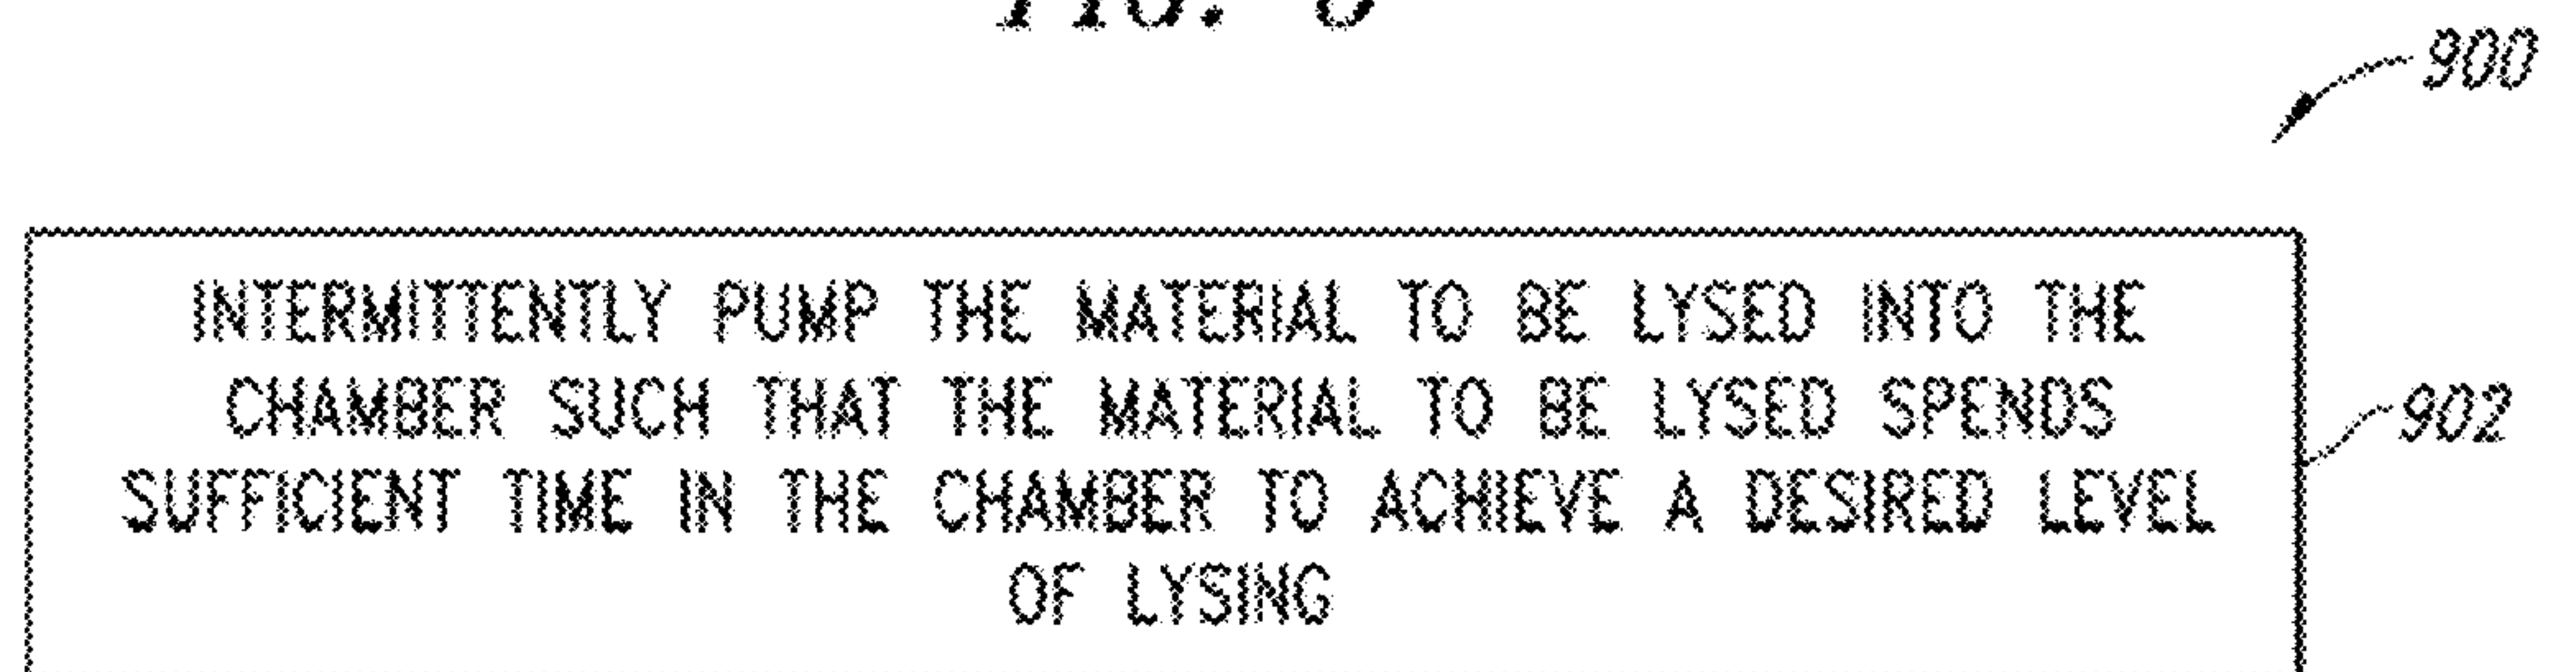 900
INTERMITTENTLY PUMP THE MATERIAL TO BE LYSED INTO THE
CHAMBER SUCH THAT THE MATERIAL TO BE LYSED SPENDS
SUFFICIENT TIME IN THE CHAMBER TO ACHIEVE A DESIRED LEVEL
OF LYSING
902